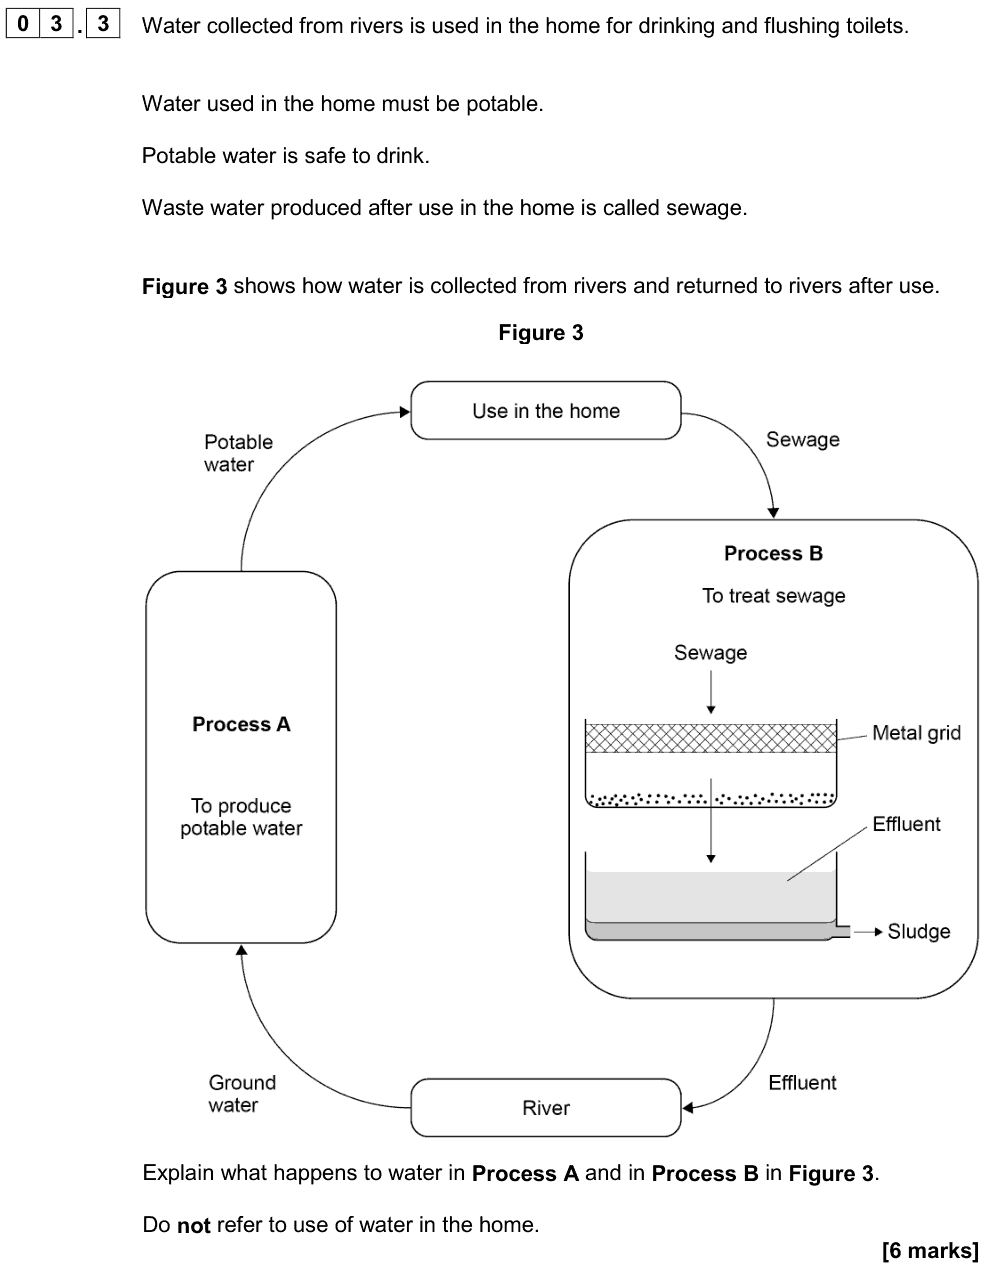 0 3 . 3 Water collected from rivers is used in the home for drinking and flushing toilets.
Water used in the home must be potable.
Potable water is safe to drink.
Waste water produced after use in the home is called sewage.
Figure 3 shows how water is collected from rivers and returned to rivers after use.
Figure 3
Use in the home
Potable
water
Sewage
Process B
To treat sewage
Sewage
Metal grid
Effluent
Sludge
Process A
To produce
potable water
Ground
water
River
Effluent
Explain what happens to water in Process A and in Process B in Figure 3.
Do not refer to use of water in the home.
[6 marks]